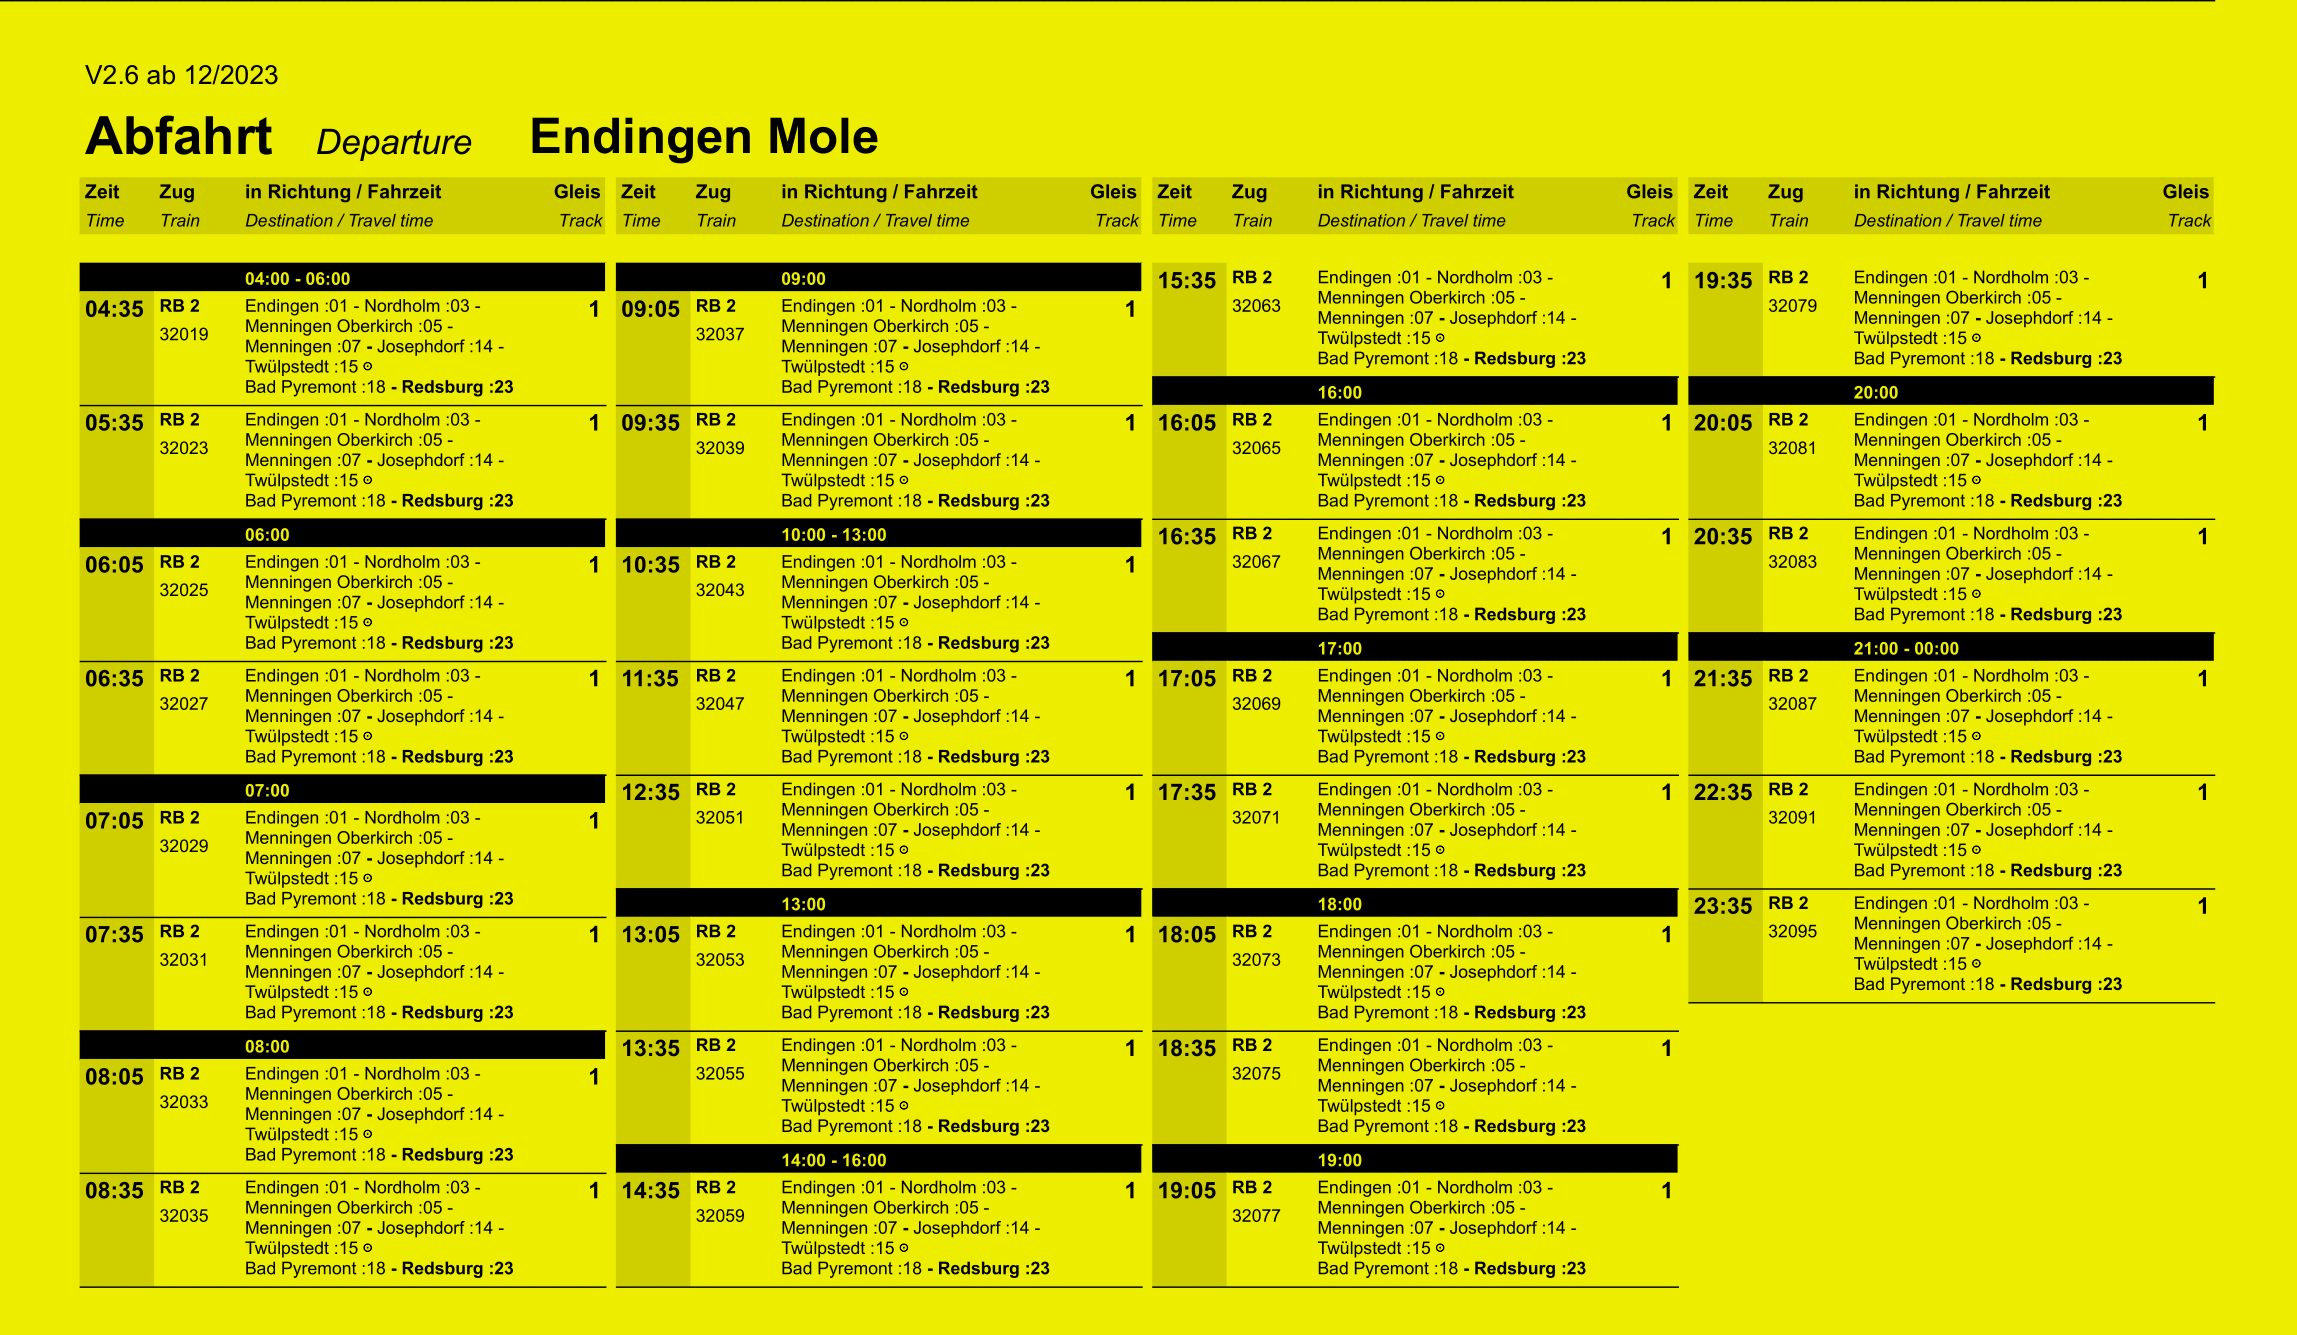 V2.6 ab 12/2023
Abfahrt Departure Endingen Mole
Zeit Zug in Richtung / Fahrzeit Gleis
Time Train Destination / Travel time Track
04:00 - 06:00
04:35 RB 2 Endingen :01 - Nordholm :03 - 1
32019 Menningen Oberkirch :05 -
Menningen :07 - Josephdorf :14 -
Twülpstedt :15 ⊙
Bad Pyremont :18 - Redsburg :23
05:35 RB 2 Endingen :01 - Nordholm :03 - 1
32023 Menningen Oberkirch :05 -
Menningen :07 - Josephdorf :14 -
Twülpstedt :15 ⊙
Bad Pyremont :18 - Redsburg :23
06:00
06:05 RB 2 Endingen :01 - Nordholm :03 - 1
32025 Menningen Oberkirch :05 -
Menningen :07 - Josephdorf :14 -
Twülpstedt :15 ⊙
Bad Pyremont :18 - Redsburg :23
06:35 RB 2 Endingen :01 - Nordholm :03 - 1
32027 Menningen Oberkirch :05 -
Menningen :07 - Josephdorf :14 -
Twülpstedt :15 ⊙
Bad Pyremont :18 - Redsburg :23
07:00
07:05 RB 2 Endingen :01 - Nordholm :03 - 1
32029 Menningen Oberkirch :05 -
Menningen :07 - Josephdorf :14 -
Twülpstedt :15 ⊙
Bad Pyremont :18 - Redsburg :23
07:35 RB 2 Endingen :01 - Nordholm :03 - 1
32031 Menningen Oberkirch :05 -
Menningen :07 - Josephdorf :14 -
Twülpstedt :15 ⊙
Bad Pyremont :18 - Redsburg :23
08:00
08:05 RB 2 Endingen :01 - Nordholm :03 - 1
32033 Menningen Oberkirch :05 -
Menningen :07 - Josephdorf :14 -
Twülpstedt :15 ⊙
Bad Pyremont :18 - Redsburg :23
08:35 RB 2 Endingen :01 - Nordholm :03 - 1
32035 Menningen Oberkirch :05 -
Menningen :07 - Josephdorf :14 -
Twülpstedt :15 ⊙
Bad Pyremont :18 - Redsburg :23
Zeit Zug in Richtung / Fahrzeit Gleis
Time Train Destination / Travel time Track
09:00
09:05 RB 2 Endingen :01 - Nordholm :03 - 1
32037 Menningen Oberkirch :05 -
Menningen :07 - Josephdorf :14 -
Twülpstedt :15 ⊙
Bad Pyremont :18 - Redsburg :23
09:35 RB 2 Endingen :01 - Nordholm :03 - 1
32039 Menningen Oberkirch :05 -
Menningen :07 - Josephdorf :14 -
Twülpstedt :15 ⊙
Bad Pyremont :18 - Redsburg :23
10:00 - 13:00
10:35 RB 2 Endingen :01 - Nordholm :03 - 1
32043 Menningen Oberkirch :05 -
Menningen :07 - Josephdorf :14 -
Twülpstedt :15 ⊙
Bad Pyremont :18 - Redsburg :23
11:35 RB 2 Endingen :01 - Nordholm :03 - 1
32047 Menningen Oberkirch :05 -
Menningen :07 - Josephdorf :14 -
Twülpstedt :15 ⊙
Bad Pyremont :18 - Redsburg :23
12:35 RB 2 Endingen :01 - Nordholm :03 - 1
32051 Menningen Oberkirch :05 -
Menningen :07 - Josephdorf :14 -
Twülpstedt :15 ⊙
Bad Pyremont :18 - Redsburg :23
13:00
13:05 RB 2 Endingen :01 - Nordholm :03 - 1
32053 Menningen Oberkirch :05 -
Menningen :07 - Josephdorf :14 -
Twülpstedt :15 ⊙
Bad Pyremont :18 - Redsburg :23
13:35 RB 2 Endingen :01 - Nordholm :03 - 1
32055 Menningen Oberkirch :05 -
Menningen :07 - Josephdorf :14 -
Twülpstedt :15 ⊙
Bad Pyremont :18 - Redsburg :23
14:00 - 16:00
14:35 RB 2 Endingen :01 - Nordholm :03 - 1
32059 Menningen Oberkirch :05 -
Menningen :07 - Josephdorf :14 -
Twülpstedt :15 ⊙
Bad Pyremont :18 - Redsburg :23
Zeit Zug in Richtung / Fahrzeit Gleis
Time Train Destination / Travel time Track
15:35 RB 2 Endingen :01 - Nordholm :03 - 1
32063 Menningen Oberkirch :05 -
Menningen :07 - Josephdorf :14 -
Twülpstedt :15 ⊙
Bad Pyremont :18 - Redsburg :23
16:00
16:05 RB 2 Endingen :01 - Nordholm :03 - 1
32065 Menningen Oberkirch :05 -
Menningen :07 - Josephdorf :14 -
Twülpstedt :15 ⊙
Bad Pyremont :18 - Redsburg :23
16:35 RB 2 Endingen :01 - Nordholm :03 - 1
32067 Menningen Oberkirch :05 -
Menningen :07 - Josephdorf :14 -
Twülpstedt :15 ⊙
Bad Pyremont :18 - Redsburg :23
17:00
17:05 RB 2 Endingen :01 - Nordholm :03 - 1
32069 Menningen Oberkirch :05 -
Menningen :07 - Josephdorf :14 -
Twülpstedt :15 ⊙
Bad Pyremont :18 - Redsburg :23
17:35 RB 2 Endingen :01 - Nordholm :03 - 1
32071 Menningen Oberkirch :05 -
Menningen :07 - Josephdorf :14 -
Twülpstedt :15 ⊙
Bad Pyremont :18 - Redsburg :23
18:00
18:05 RB 2 Endingen :01 - Nordholm :03 - 1
32073 Menningen Oberkirch :05 -
Menningen :07 - Josephdorf :14 -
Twülpstedt :15 ⊙
Bad Pyremont :18 - Redsburg :23
18:35 RB 2 Endingen :01 - Nordholm :03 - 1
32075 Menningen Oberkirch :05 -
Menningen :07 - Josephdorf :14 -
Twülpstedt :15 ⊙
Bad Pyremont :18 - Redsburg :23
19:00
19:05 RB 2 Endingen :01 - Nordholm :03 - 1
32077 Menningen Oberkirch :05 -
Menningen :07 - Josephdorf :14 -
Twülpstedt :15 ⊙
Bad Pyremont :18 - Redsburg :23
Zeit Zug in Richtung / Fahrzeit Gleis
Time Train Destination / Travel time Track
19:35 RB 2 Endingen :01 - Nordholm :03 - 1
32079 Menningen Oberkirch :05 -
Menningen :07 - Josephdorf :14 -
Twülpstedt :15 ⊙
Bad Pyremont :18 - Redsburg :23
20:00
20:05 RB 2 Endingen :01 - Nordholm :03 - 1
32081 Menningen Oberkirch :05 -
Menningen :07 - Josephdorf :14 -
Twülpstedt :15 ⊙
Bad Pyremont :18 - Redsburg :23
20:35 RB 2 Endingen :01 - Nordholm :03 - 1
32083 Menningen Oberkirch :05 -
Menningen :07 - Josephdorf :14 -
Twülpstedt :15 ⊙
Bad Pyremont :18 - Redsburg :23
21:00 - 00:00
21:35 RB 2 Endingen :01 - Nordholm :03 - 1
32087 Menningen Oberkirch :05 -
Menningen :07 - Josephdorf :14 -
Twülpstedt :15 ⊙
Bad Pyremont :18 - Redsburg :23
22:35 RB 2 Endingen :01 - Nordholm :03 - 1
32091 Menningen Oberkirch :05 -
Menningen :07 - Josephdorf :14 -
Twülpstedt :15 ⊙
Bad Pyremont :18 - Redsburg :23
23:35 RB 2 Endingen :01 - Nordholm :03 - 1
32095 Menningen Oberkirch :05 -
Menningen :07 - Josephdorf :14 -
Twülpstedt :15 ⊙
Bad Pyremont :18 - Redsburg :23